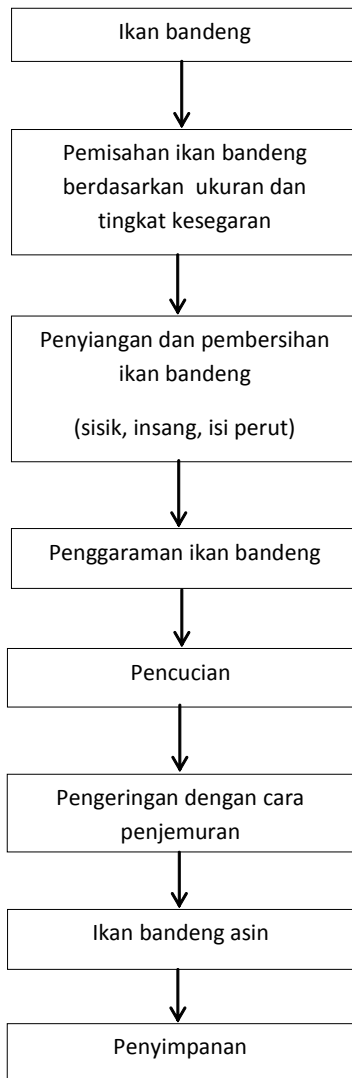 Ikan bandeng
Pemisahan ikan bandeng
berdasarkan ukuran dan
tingkat kesegaran
Penyiangan dan pembersihan
ikan bandeng
(sisik, insang, isi perut)
Penggaraman ikan bandeng
Pencucian
Pengeringan dengan cara
penjemuran
Ikan bandeng asin
Penyimpanan